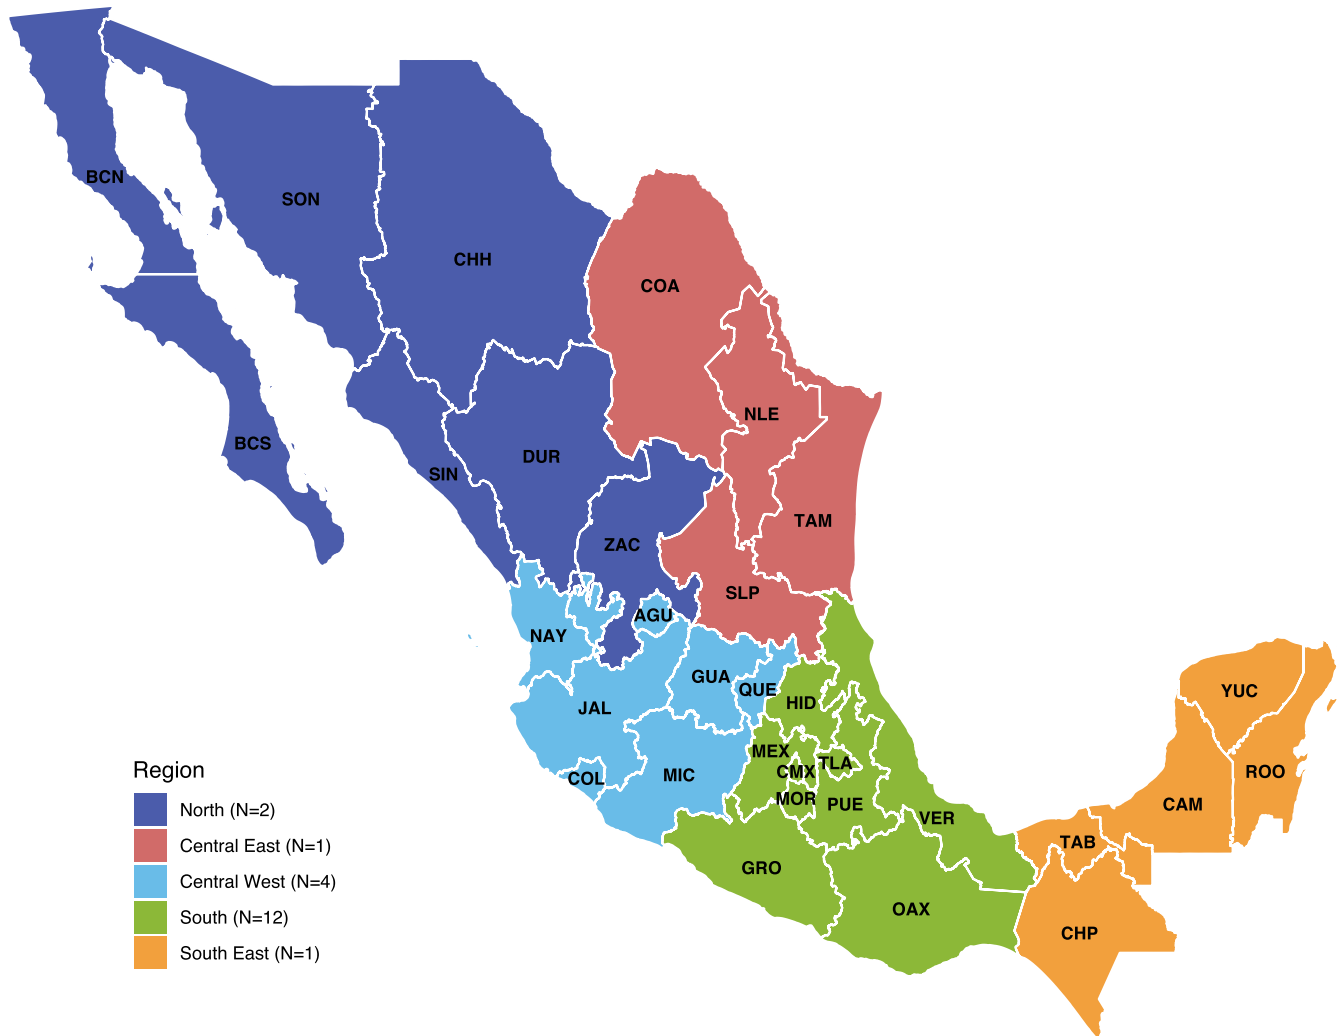 BCN
SON
CHH
COA
NLE
BCS
DUR
SIN
TAM
ZAC
SLP
AGU
NAY
GUA
QUE
YUC
HID
JAL
MEX
TLA
CMX
ROO
COL
MIC
MOR
PUE
CAM
VER
TAB
GRO
OAX
CHP
Region
North (N=2)
Central East (N=1)
Central West (N=4)
South (N=12)
South East (N=1)